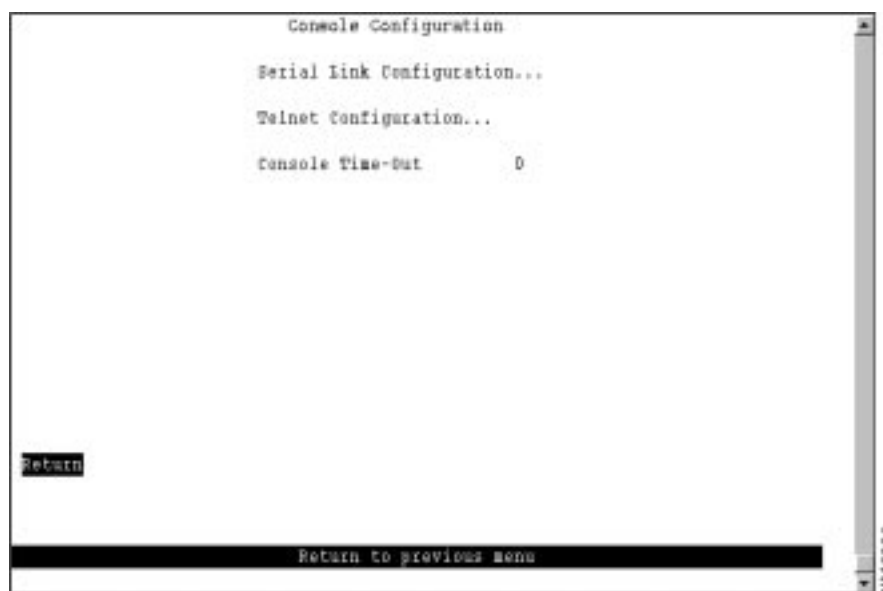 Console Configuration
Serial Link Configuration...
Telnet Configuration...
Console Time-Out 0
Return
Return to previous menu